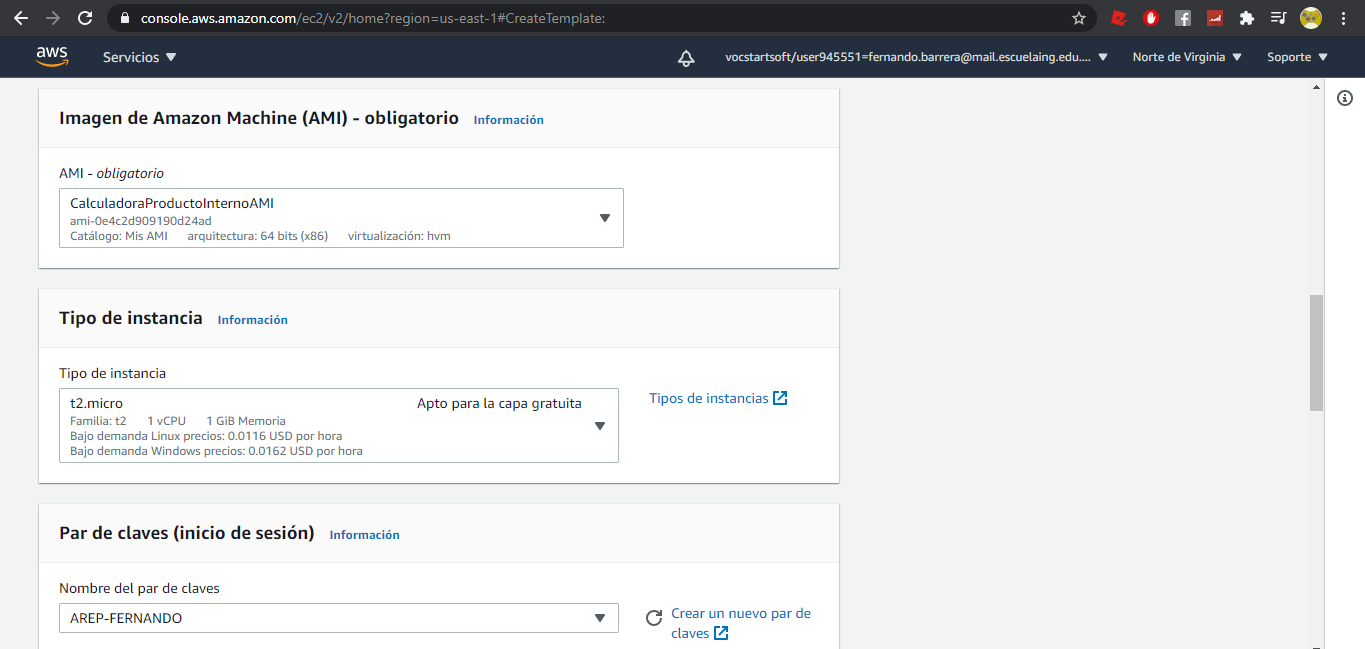 console.aws.amazon.com/ec2/v2/home?region=us-east-1#CreateTemplate:
aws
Servicios
vocstartsoft/user945551=fernando.barrera@mail.escuelaing.edu....
Norte de Virginia
Soporte
Imagen de Amazon Machine (AMI) - obligatorio Información
AMI - obligatorio
CalculadoraProductoInternoAMI
ami-0e4c2d909190d24ad
Catálogo: Mis AMI arquitectura: 64 bits (x86) virtualización: hvm
Tipo de instancia Información
Tipo de instancia
t2.micro Apto para la capa gratuita
Familia: t2 1 vCPU 1 GiB Memoria
Bajo demanda Linux precios: 0.0116 USD por hora
Bajo demanda Windows precios: 0.0162 USD por hora
Tipos de instancias
Par de claves (inicio de sesión) Información
Nombre del par de claves
AREP-FERNANDO
Crear un nuevo par de
claves